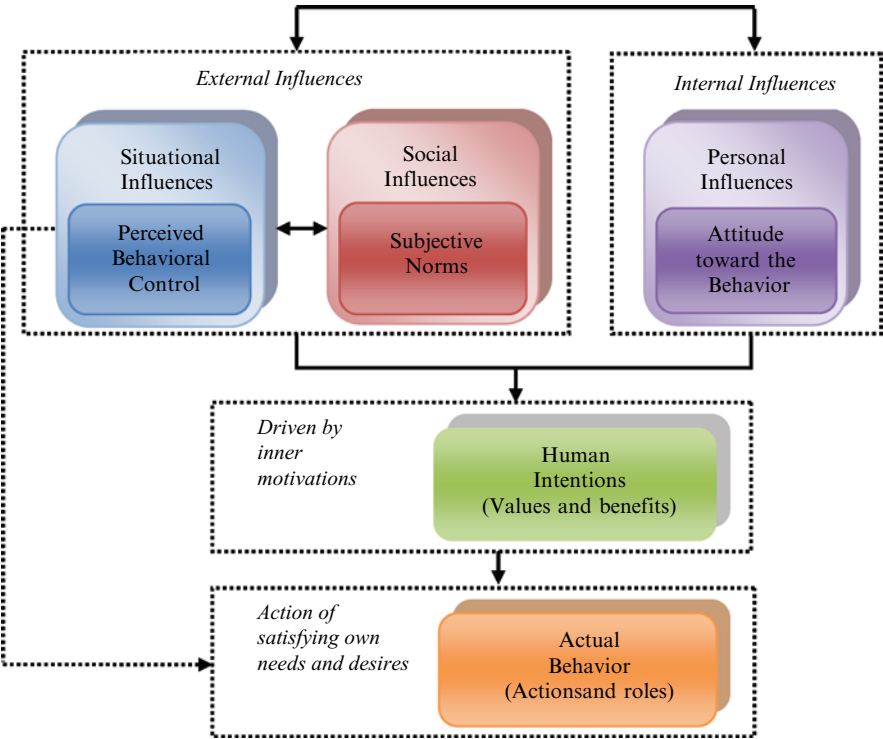 External Influences
Situational
Influences
Perceived
Behavioral
Control
Social
Influences
Subjective
Norms
Internal Influences
Personal
Influences
Attitude
toward the
Behavior
Driven by
inner
motivations
Human
Intentions
(Values and benefits)
Action of
satisfying own
needs and desires
Actual
Behavior
(Actionsand roles)